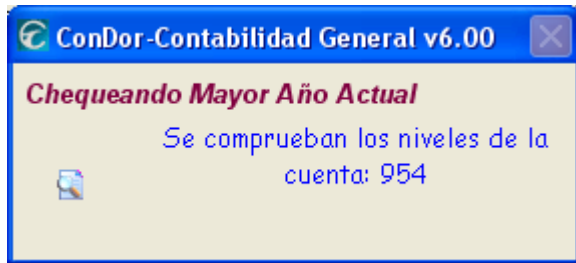 ConDor-Contabilidad General v6.00
Chequeando Mayor Año Actual
Se comprueban los niveles de la
cuenta: 954